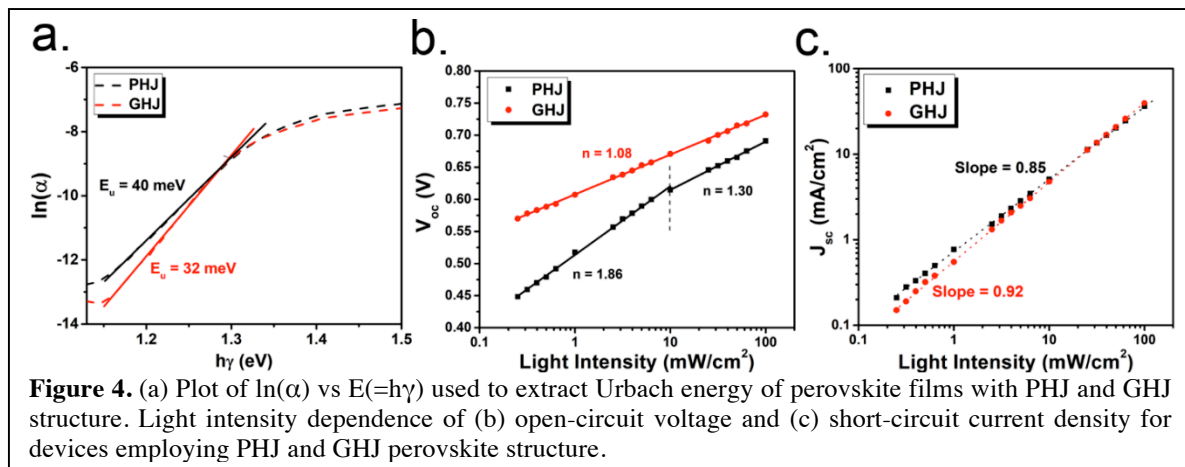 a.
PHJ
GHJ
E_u = 40 meV
E_u = 32 meV
ln(α)
-6
-8
-10
-12
-14
1.2
1.3
1.4
1.5
hγ (eV)
b.
PHJ
GHJ
n = 1.08
n = 1.30
n = 1.86
V_oc (V)
0.80
0.75
0.70
0.65
0.60
0.55
0.50
0.45
0.40
1
10
100
Light Intensity (mW/cm²)
c.
PHJ
GHJ
Slope = 0.85
Slope = 0.92
J_sc (mA/cm²)
100
10
1
0.1
0.1
1
10
100
Light Intensity (mW/cm²)
Figure 4. (a) Plot of ln(α) vs E(=hγ) used to extract Urbach energy of perovskite films with PHJ and GHJ
structure. Light intensity dependence of (b) open-circuit voltage and (c) short-circuit current density for
devices employing PHJ and GHJ perovskite structure.